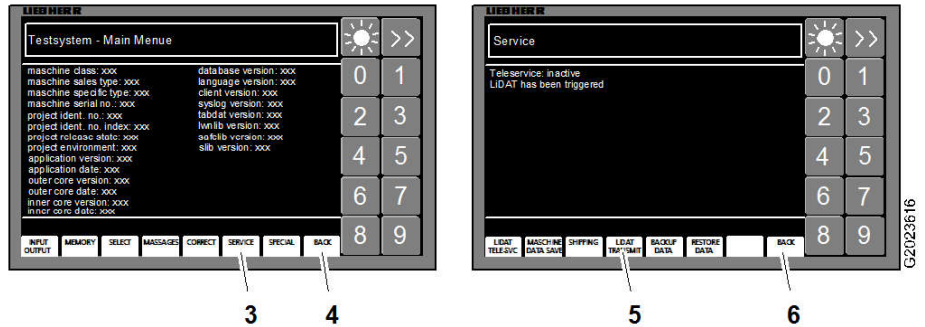 LIEBHERR
Testsystem - Main Menue
>>
maschine class: xxx
maschine sales type: xxx
maschine specific type: xxx
maschine serial no.: xxx
project ident. no.: xxx
project ident. no. index: xxx
project release state: xxx
project environment: xxx
application version: xxx
application date: xxx
outer core version: xxx
outer core date: xxx
inner core version: xxx
inner core date: xxx
database version: xxx
language version: xxx
client version: xxx
syslog version: xxx
tabdat version: xxx
lwnlib version: xxx
safclib version: xxx
slib version: xxx
0 1
2 3
4 5
6 7
8 9
INPUT
OUTPUT
MEMORY
SELECT
MASSAGES
CORRECT
SERVICE
SPECIAL
BACK
3
4
LIEBHERR
Service
>>
Teleservice: inactive
LiDAT has been triggered
0 1
2 3
4 5
6 7
8 9
LIDAT
TELE-SVC
MASCHINE
DATA SAVE
SHIPPING
LIDAT
TRANSMIT
BACKUP
DATA
RESTORE
DATA
BACK
5
6
G2023616